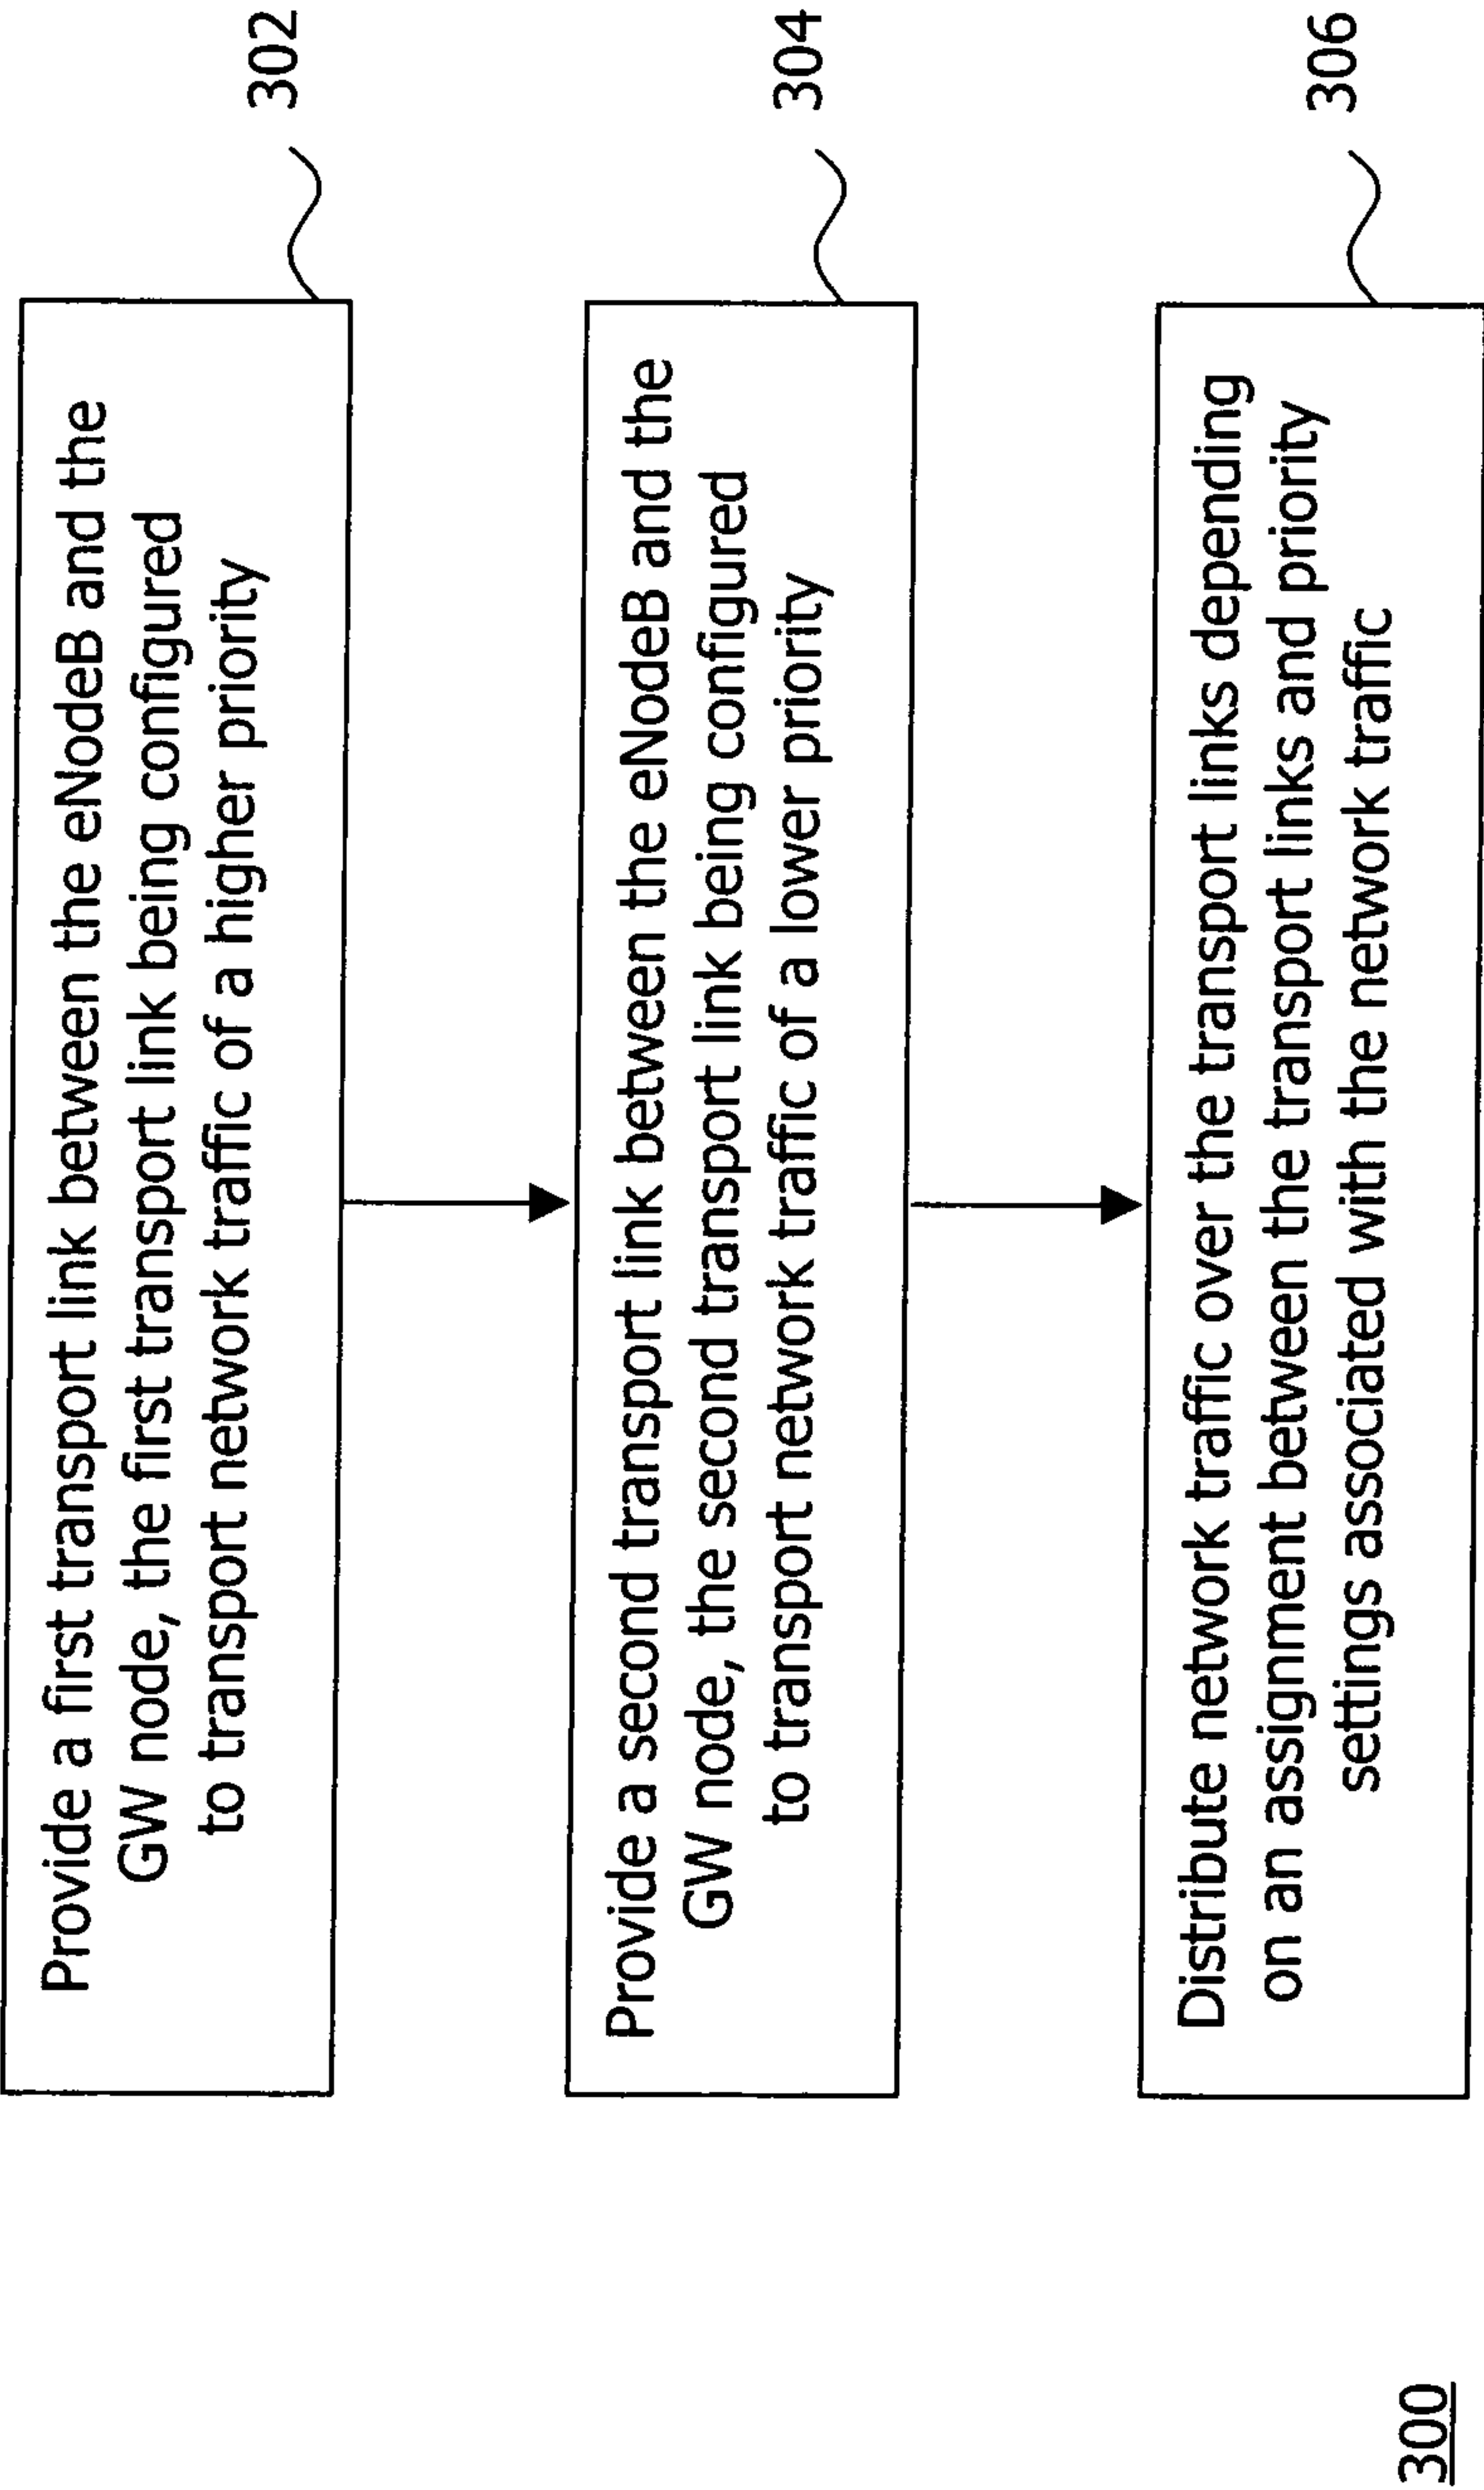 Provide a first transport link between the eNodeB and the
GW node, the first transport link being configured
to transport network traffic of a higher priority
302
Provide a second transport link between the eNodeB and the
GW node, the second transport link being configured
to transport network traffic of a lower priority
304
Distribute network traffic over the transport links depending
on an assignment between the transport links and priority
settings associated with the network traffic
306
300